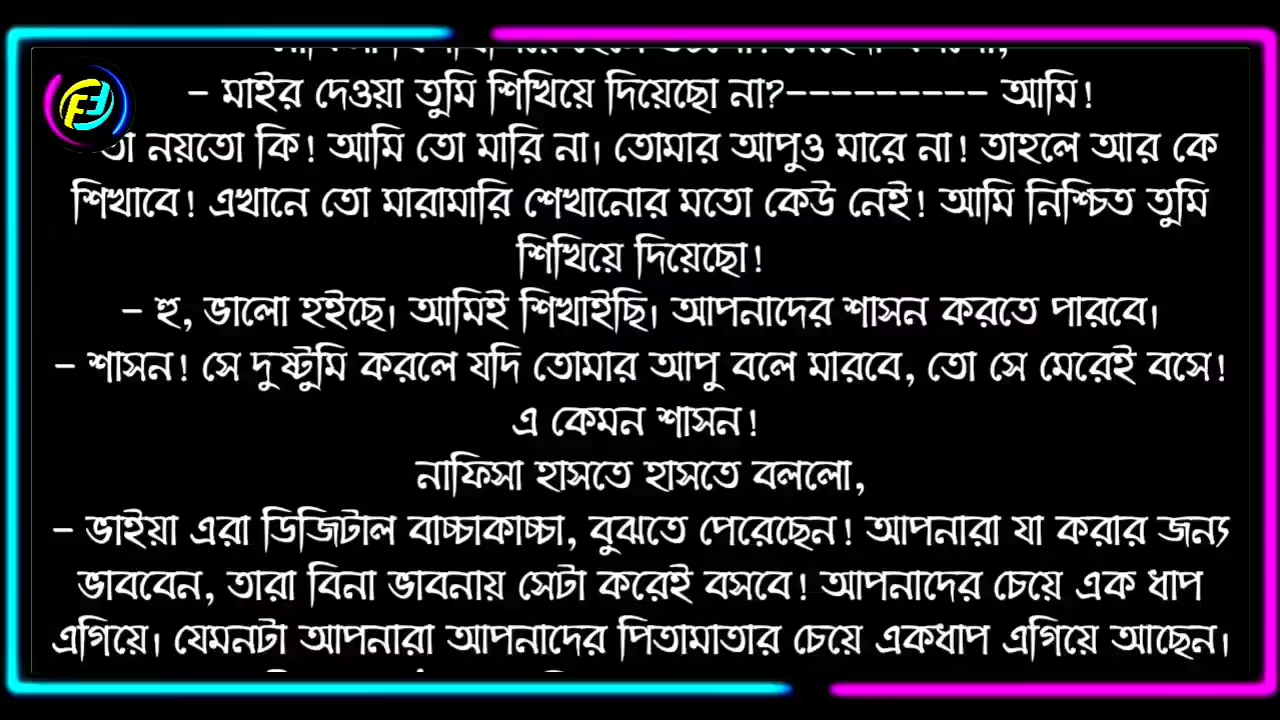 - মাইর দেওয়া তুমি শিখিয়ে দিয়েছো না?--------- আমি!
তা নয়তো কি! আমি তো মারি না। তোমার আপুও মারে না! তাহলে আর কে
শিখাবে! এখানে তো মারামারি শেখানোর মতো কেউ নেই! আমি নিশ্চিত তুমি
শিখিয়ে দিয়েছো!
- হু, ভালো হইছে। আমিই শিখাইছি। আপনাদের শাসন করতে পারবে।
- শাসন! সে দুষ্টুমি করলে যদি তোমার আপু বলে মারবে, তো সে মেরেই বসে!
এ কেমন শাসন!
নাফিসা হাসতে হাসতে বললো,
- ভাইয়া এরা ডিজিটাল বাচ্চাকাচ্চা, বুঝতে পেরেছেন! আপনারা যা করার জন্য
ভাববেন, তারা বিনা ভাবনায় সেটা করেই বসবে! আপনাদের চেয়ে এক ধাপ
এগিয়ে। যেমনটা আপনারা আপনাদের পিতামাতার চেয়ে একধাপ এগিয়ে আছেন।